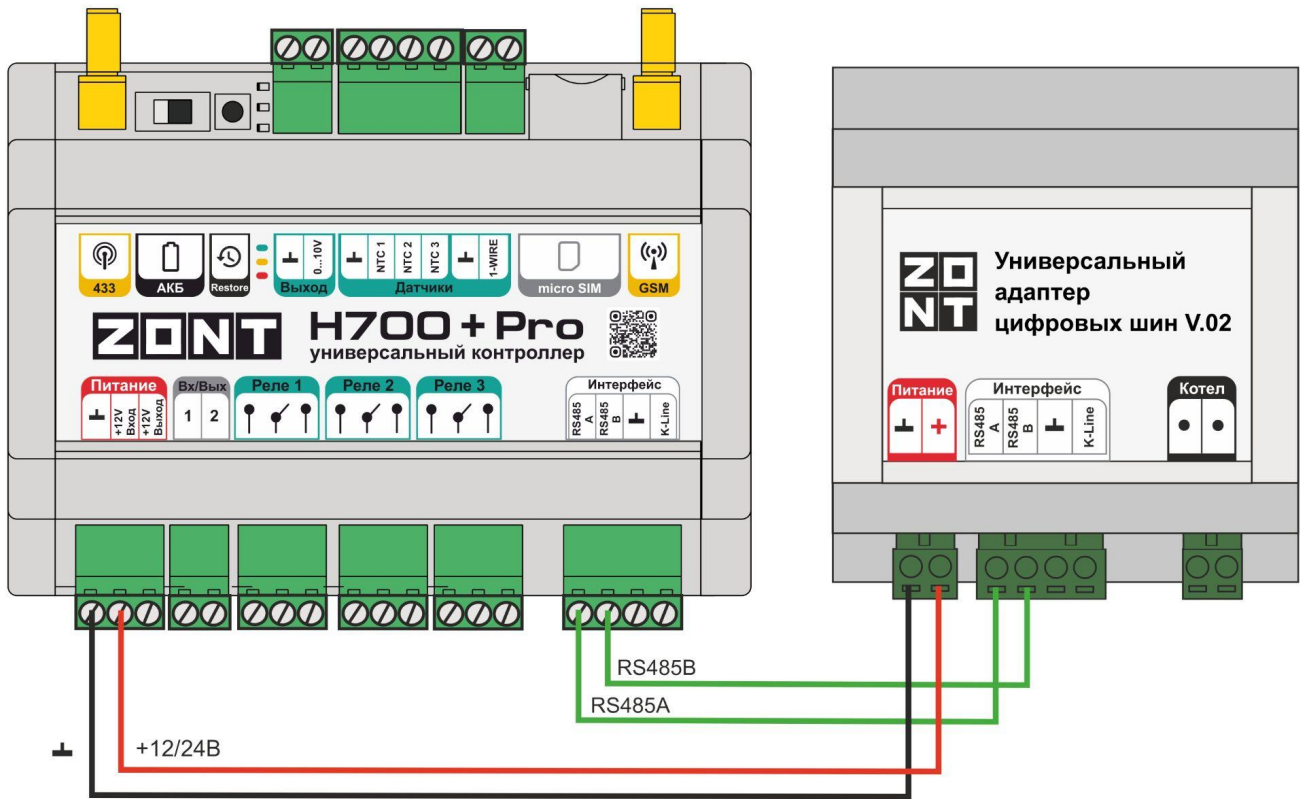 433
АКБ
Restore
0...10V
Выход
NTC 1
NTC 2
NTC 3
1-WIRE
Датчики
micro SIM
GSM
ZONT
H700+Pro
универсальный контроллер
Питание
+12V
Вход
+12V
Выход
Вх/Вых
1 2
Реле 1
Реле 2
Реле 3
Интерфейс
RS485
A
RS485
B
K-Line
ZONT
Универсальный
адаптер
цифровых шин V.02
Питание
+
Интерфейс
RS485
A
RS485
B
K-Line
Котел
RS485B
RS485A
+12/24В